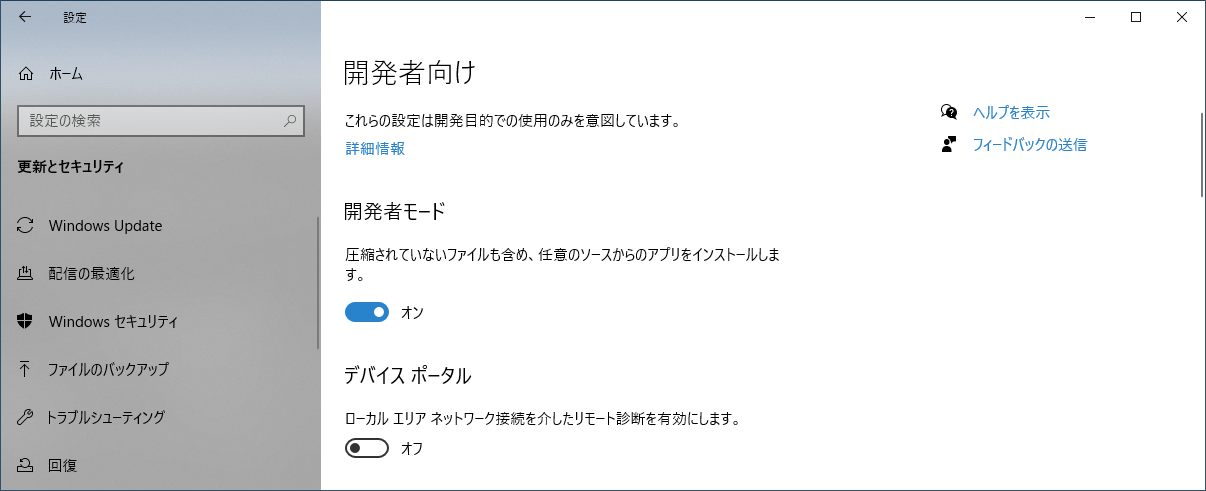 設定
ホーム
設定の検索
更新とセキュリティ
Windows Update
配信の最適化
Windows セキュリティ
ファイルのバックアップ
トラブルシューティング
回復
開発者向け
これらの設定は開発目的での使用のみを意図しています。
詳細情報
開発者モード
圧縮されていないファイルも含め、任意のソースからのアプリをインストールしま
す。
オン
デバイス ポータル
ローカル エリア ネットワーク接続を介したリモート診断を有効にします。
オフ
ヘルプを表示
フィードバックの送信